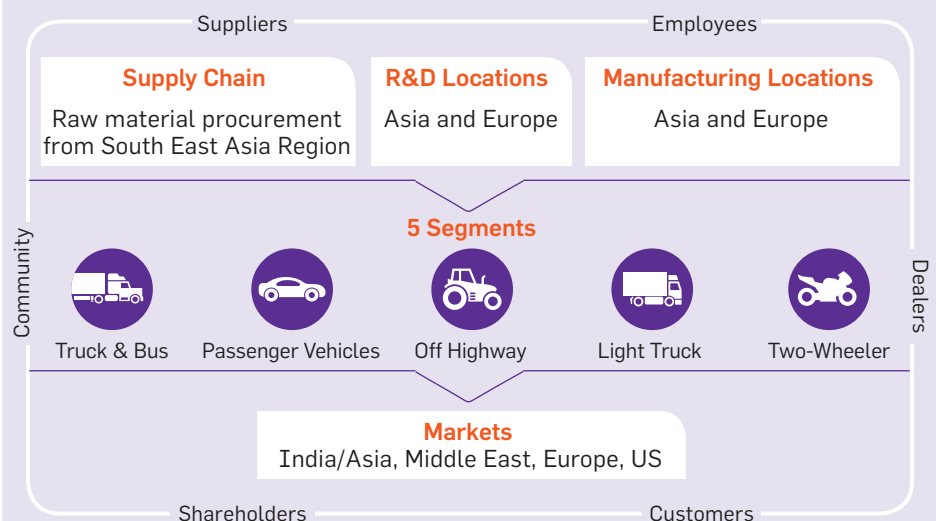 Suppliers
Employees
Supply Chain
Raw material procurement
from South East Asia Region
R&D Locations
Asia and Europe
Manufacturing Locations
Asia and Europe
Community
Dealers
5 Segments
Truck & Bus
Passenger Vehicles
Off Highway
Light Truck
Two-Wheeler
Markets
India/Asia, Middle East, Europe, US
Shareholders
Customers